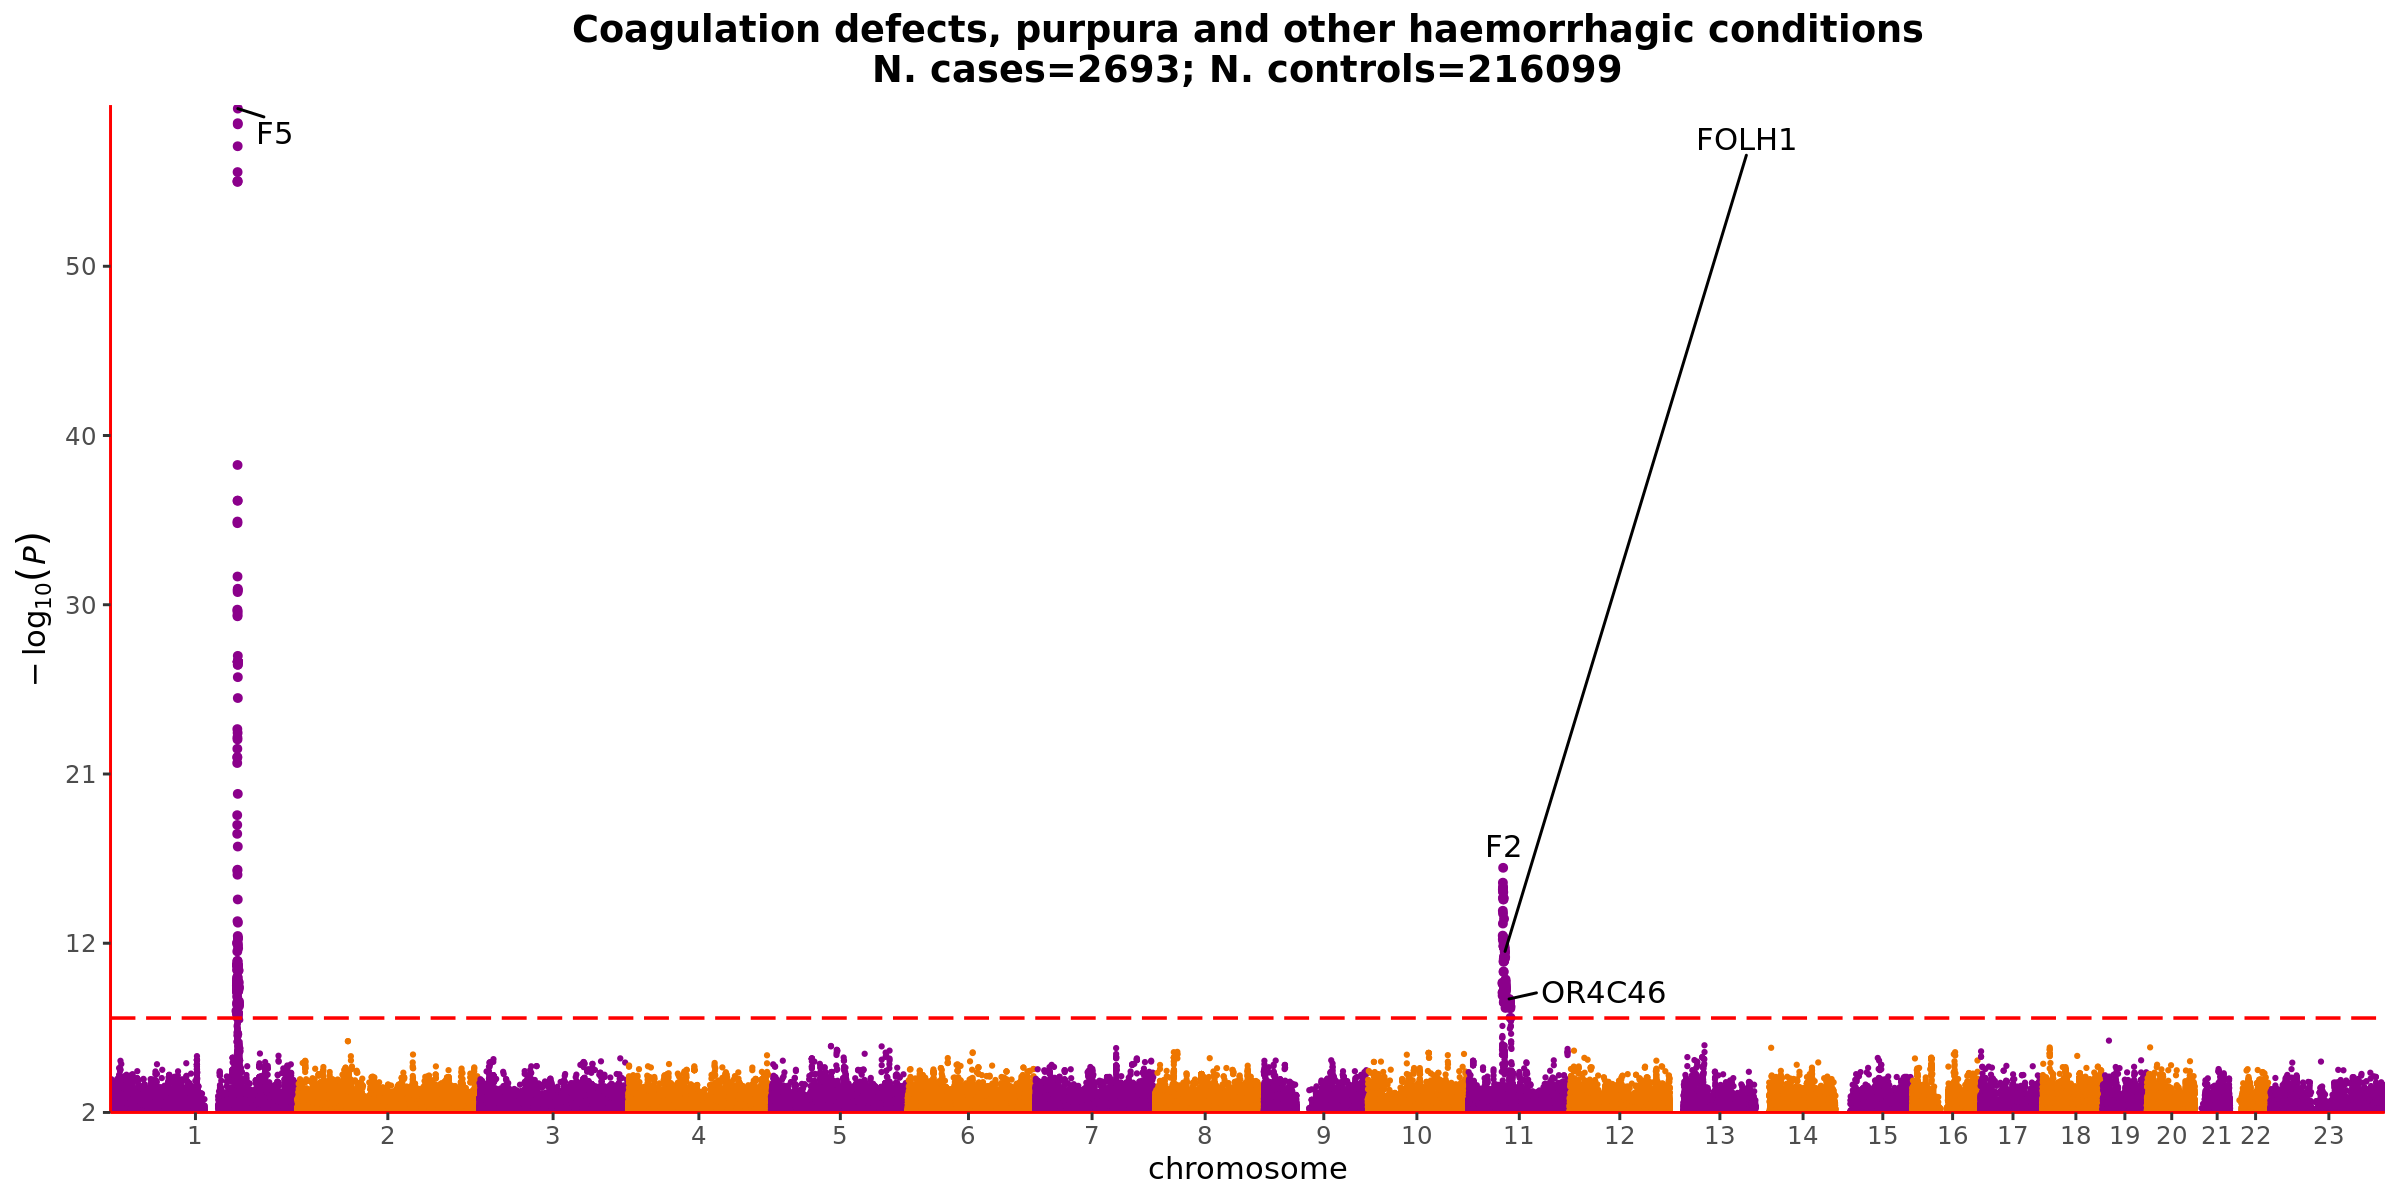 Coagulation defects, purpura and other haemorrhagic conditions
N. cases=2693; N. controls=216099
F5
FOLH1
50
40
−log₁₀(P)
30
21
F2
12
OR4C46
2
1 2 3 4 5 6 7 8 9 10 11 12 13 14 15 16 17 18 19 20 21 22 23
chromosome